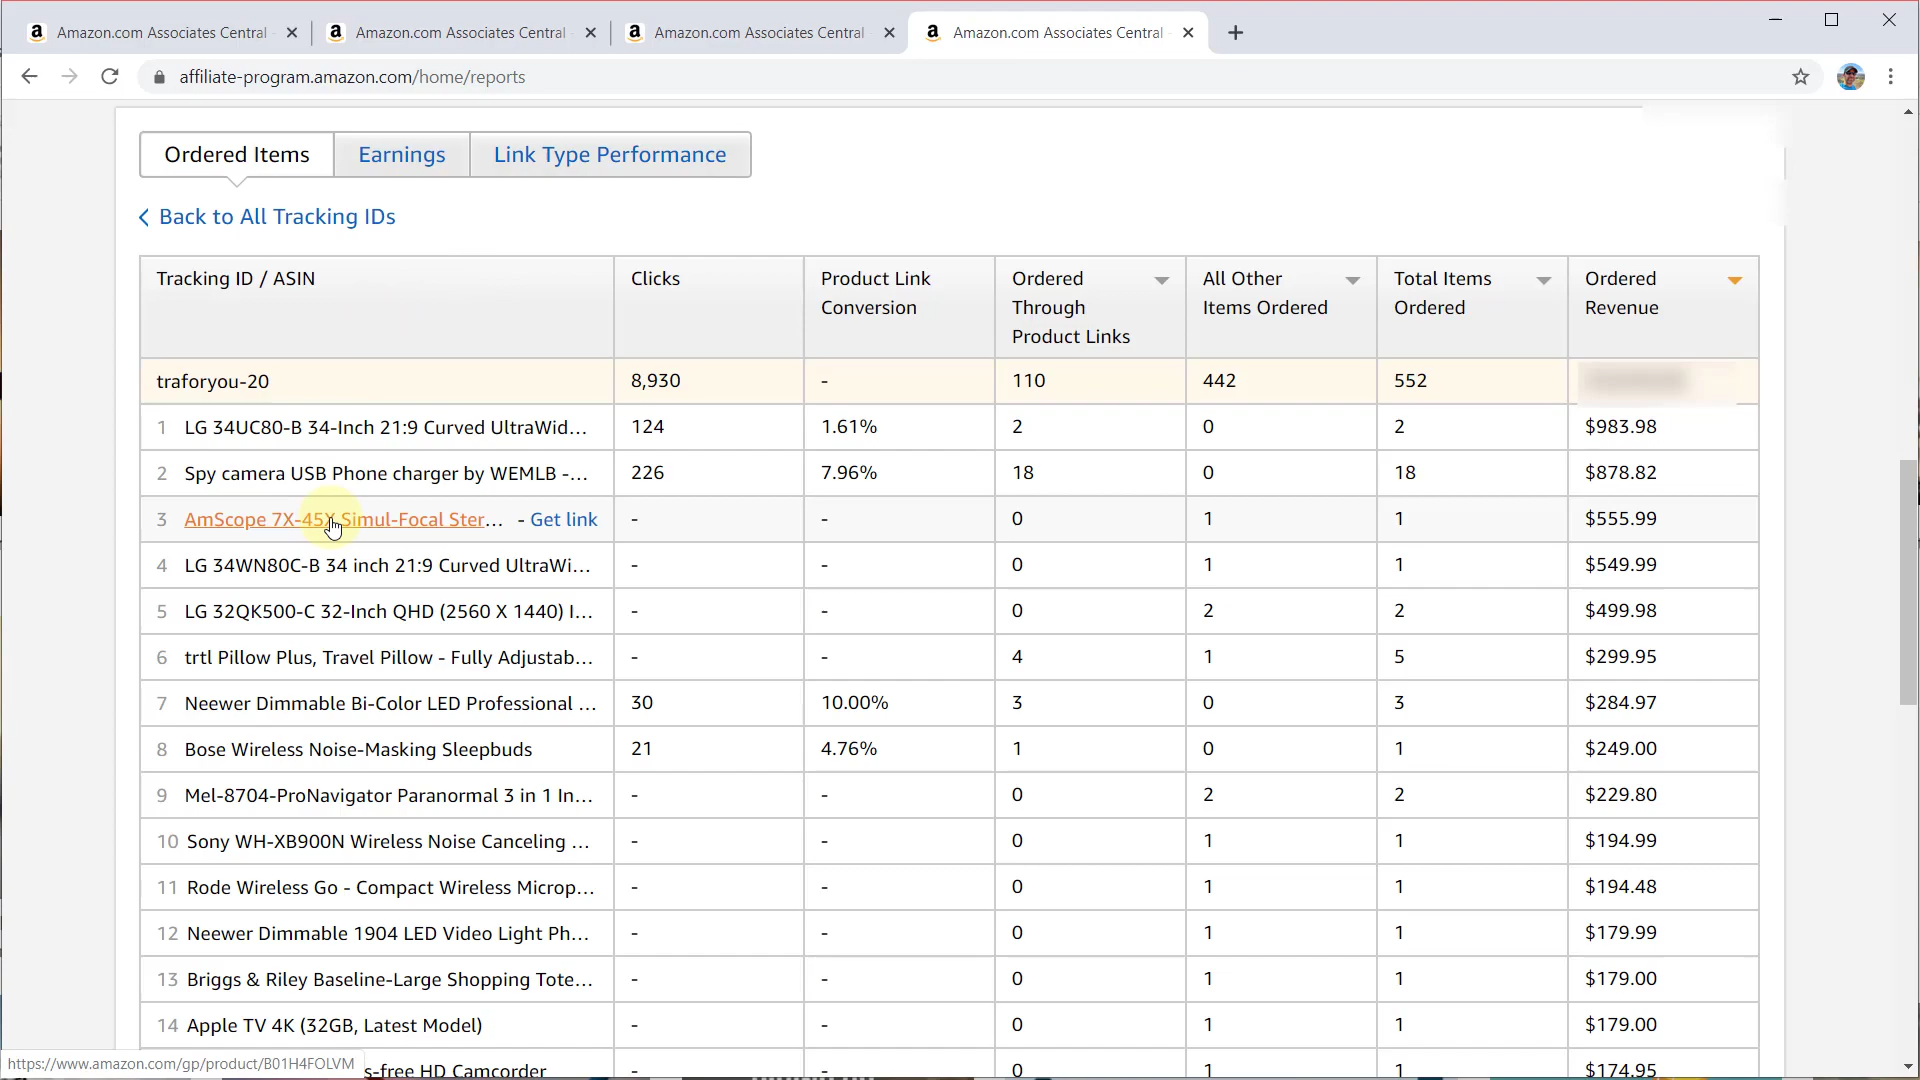 Amazon.com Associates Central
Amazon.com Associates Central
Amazon.com Associates Central
Amazon.com Associates Central
affiliate-program.amazon.com/home/reports
Ordered Items Earnings Link Type Performance
Back to All Tracking IDs
Tracking ID / ASIN Clicks Product Link Conversion Ordered Through Product Links All Other Items Ordered Total Items Ordered Ordered Revenue
traforyou-20 8,930 - 110 442 552
1 LG 34UC80-B 34-Inch 21:9 Curved UltraWid... 124 1.61% 2 0 2 $983.98
2 Spy camera USB Phone charger by WEMLB -... 226 7.96% 18 0 18 $878.82
3 AmScope 7X-45X Simul-Focal Ster... - Get link - - 0 1 1 $555.99
4 LG 34WN80C-B 34 inch 21:9 Curved UltraWi... - - 0 1 1 $549.99
5 LG 32QK500-C 32-Inch QHD (2560 X 1440) I... - - 0 2 2 $499.98
6 trtl Pillow Plus, Travel Pillow - Fully Adjustab... - - 4 1 5 $299.95
7 Neewer Dimmable Bi-Color LED Professional ... 30 10.00% 3 0 3 $284.97
8 Bose Wireless Noise-Masking Sleepbuds 21 4.76% 1 0 1 $249.00
9 Mel-8704-ProNavigator Paranormal 3 in 1 In... - - 0 2 2 $229.80
10 Sony WH-XB900N Wireless Noise Canceling ... - - 0 1 1 $194.99
11 Rode Wireless Go - Compact Wireless Microp... - - 0 1 1 $194.48
12 Neewer Dimmable 1904 LED Video Light Ph... - - 0 1 1 $179.99
13 Briggs & Riley Baseline-Large Shopping Tote... - - 0 1 1 $179.00
14 Apple TV 4K (32GB, Latest Model) - - 0 1 1 $179.00
s-free HD Camcorder - - 0 1 1 $174.95
https://www.amazon.com/gp/product/B01H4FOLVM